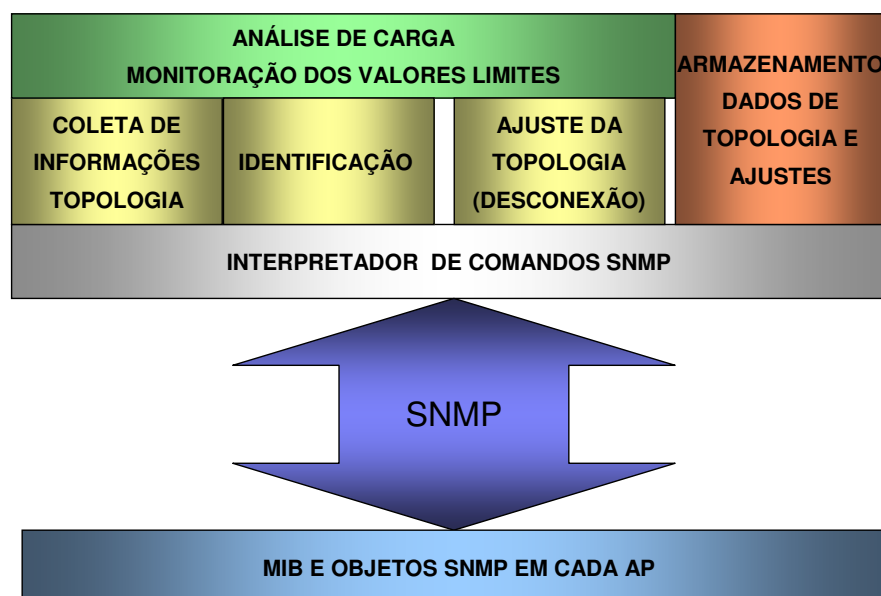 ANÁLISE DE CARGA
MONITORAÇÃO DOS VALORES LIMITES
ARMAZENAMENTO
DADOS DE
TOPOLOGIA E
AJUSTES
COLETA DE
INFORMAÇÕES
TOPOLOGIA
IDENTIFICAÇÃO
AJUSTE DA
TOPOLOGIA
(DESCONEXÃO)
INTERPRETADOR DE COMANDOS SNMP
SNMP
MIB E OBJETOS SNMP EM CADA AP